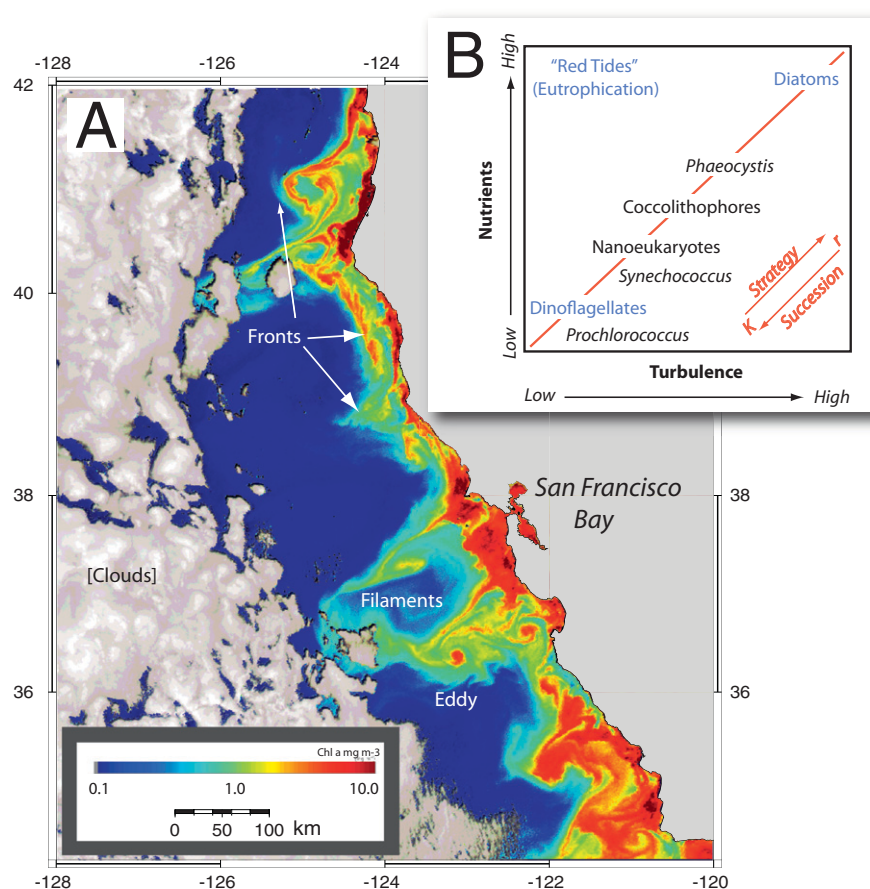 -128
-126
-124
42
A
40
Fronts
38
38
San Francisco
Bay
[Clouds]
Filaments
36
36
Eddy
Chl a mg m-3
0.1
1.0
10.0
0
50
100
km
-128
-126
-124
-122
-120
B
High
Nutrients
Low
"Red Tides"
(Eutrophication)
Diatoms
Phaeocystis
Coccolithophores
Nanoeukaryotes
Synechococcus
Dinoflagellates
Prochlorococcus
Strategy
r
K
Succession
Turbulence
Low
High